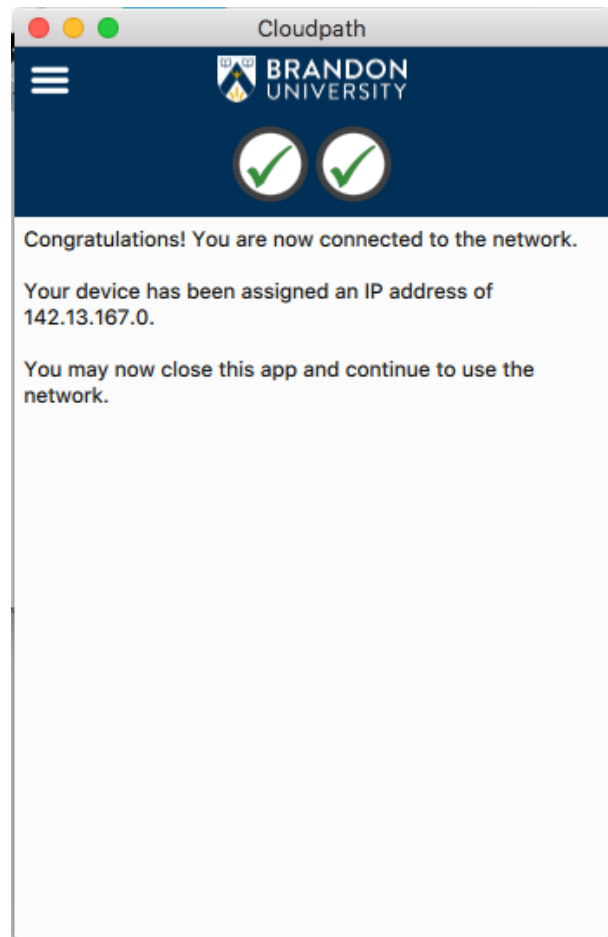 Cloudpath
BRANDON
UNIVERSITY
Congratulations! You are now connected to the network.
Your device has been assigned an IP address of
142.13.167.0.
You may now close this app and continue to use the
network.